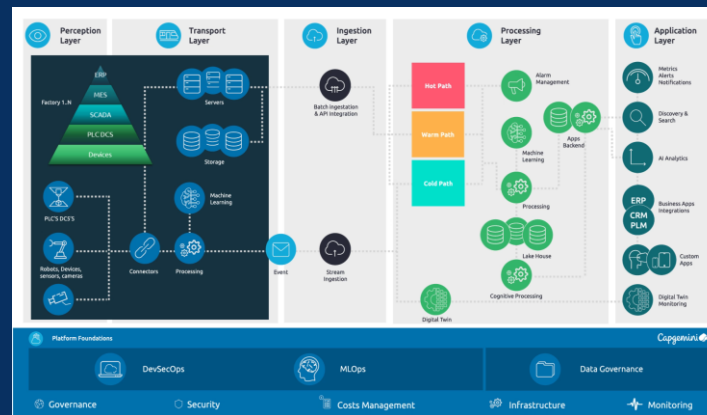 Perception
Layer
Transport
Layer
Ingestion
Layer
Processing
Layer
Application
Layer
Factory 1..N
ERP
MES
SCADA
PLC DCS
Devices
Servers
Storage
Machine
Learning
PLC'S DCS'S
Robots, Devices,
sensors, cameras
Connectors
Processing
Event
Batch ingestation
& API Integration
Stream
Ingestion
Hot Path
Warm Path
Cold Path
Alarm
Management
Machine
Learning
Processing
Lake House
Cognitive Processing
Digital Twin
Apps
Backend
Metrics
Alerts
Notifications
Discovery &
Search
AI Analytics
ERP
CRM
PLM
Business Apps
Integrations
Custom
Apps
Digital Twin
Monitoring
Platform Foundations
Capgemini
DevSecOps
MLOps
Data Governance
Governance
Security
Costs Management
Infrastructure
Monitoring